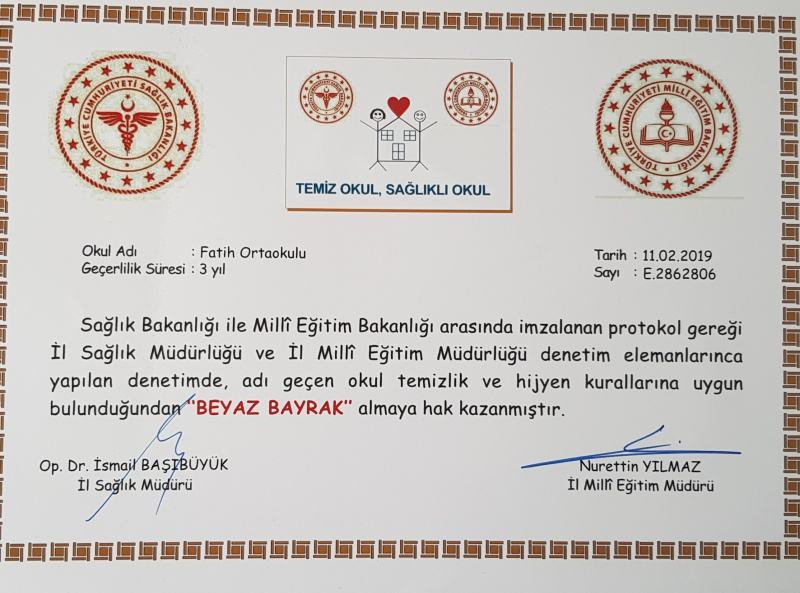 TÜRKİYE CUMHURİYETİ SAĞLIK BAKANLIĞI
TEMİZ OKUL, SAĞLIKLI OKUL
TÜRKİYE CUMHURİYETİ MİLLİ EĞİTİM BAKANLIĞI
Okul Adı : Fatih Ortaokulu
Geçerlilik Süresi : 3 yıl
Tarih : 11.02.2019
Sayı : E.2862806
Sağlık Bakanlığı ile Millî Eğitim Bakanlığı arasında imzalanan protokol gereği
İl Sağlık Müdürlüğü ve İl Millî Eğitim Müdürlüğü denetim elemanlarınca
yapılan denetimde, adı geçen okul temizlik ve hijyen kurallarına uygun
bulunduğundan "BEYAZ BAYRAK" almaya hak kazanmıştır.
Op. Dr. İsmail BAŞIBÜYÜK
İl Sağlık Müdürü
Nurettin YILMAZ
İl Millî Eğitim Müdürü